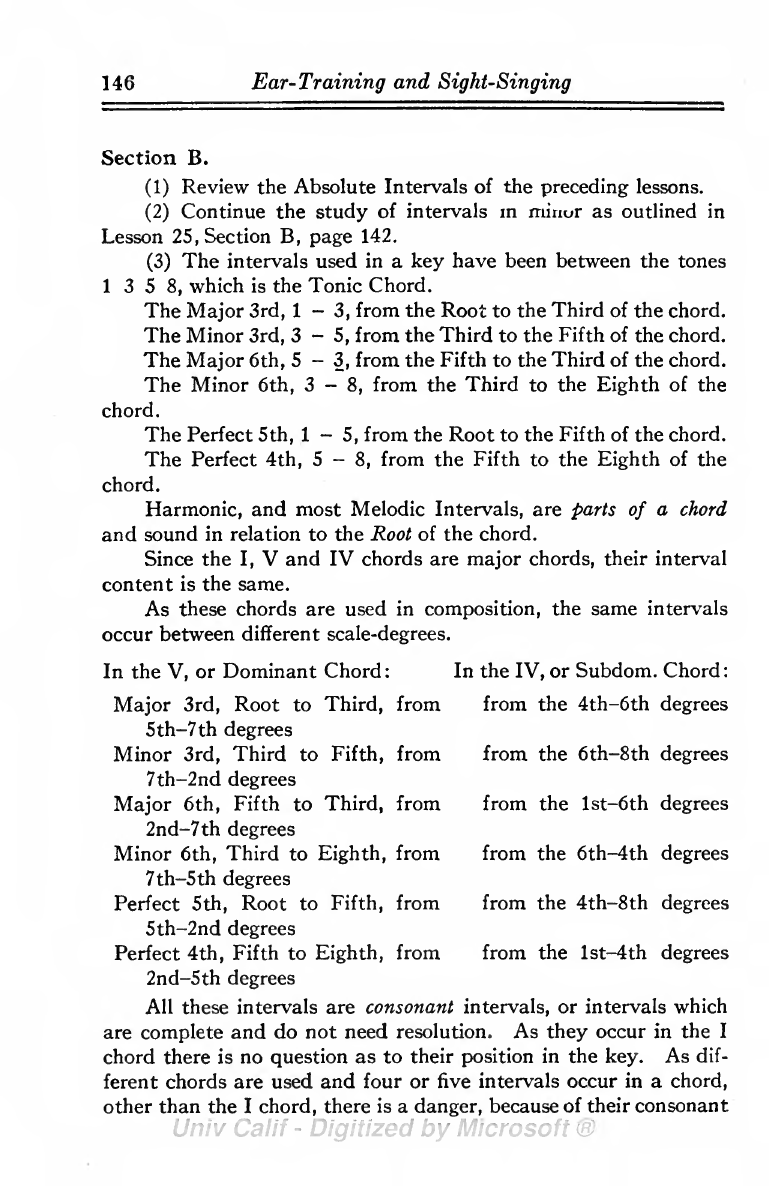 146 Ear-Training and Sight-Singing
Section B.
(1) Review the Absolute Intervals of the preceding lessons.
(2) Continue the study of intervals in minor as outlined in
Lesson 25, Section B, page 142.
(3) The intervals used in a key have been between the tones
1 3 5 8, which is the Tonic Chord.
The Major 3rd, 1 – 3, from the Root to the Third of the chord.
The Minor 3rd, 3 – 5, from the Third to the Fifth of the chord.
The Major 6th, 5 – 3̲, from the Fifth to the Third of the chord.
The Minor 6th, 3 – 8, from the Third to the Eighth of the
chord.
The Perfect 5th, 1 – 5, from the Root to the Fifth of the chord.
The Perfect 4th, 5 – 8, from the Fifth to the Eighth of the
chord.
Harmonic, and most Melodic Intervals, are parts of a chord
and sound in relation to the Root of the chord.
Since the I, V and IV chords are major chords, their interval
content is the same.
As these chords are used in composition, the same intervals
occur between different scale-degrees.
In the V, or Dominant Chord: In the IV, or Subdom. Chord:
Major 3rd, Root to Third, from from the 4th–6th degrees
5th–7th degrees
Minor 3rd, Third to Fifth, from from the 6th–8th degrees
7th–2nd degrees
Major 6th, Fifth to Third, from from the 1st–6th degrees
2nd–7th degrees
Minor 6th, Third to Eighth, from from the 6th–4th degrees
7th–5th degrees
Perfect 5th, Root to Fifth, from from the 4th–8th degrees
5th–2nd degrees
Perfect 4th, Fifth to Eighth, from from the 1st–4th degrees
2nd–5th degrees
All these intervals are consonant intervals, or intervals which
are complete and do not need resolution. As they occur in the I
chord there is no question as to their position in the key. As dif-
ferent chords are used and four or five intervals occur in a chord,
other than the I chord, there is a danger, because of their consonant
Univ Calif - Digitized by Microsoft ®